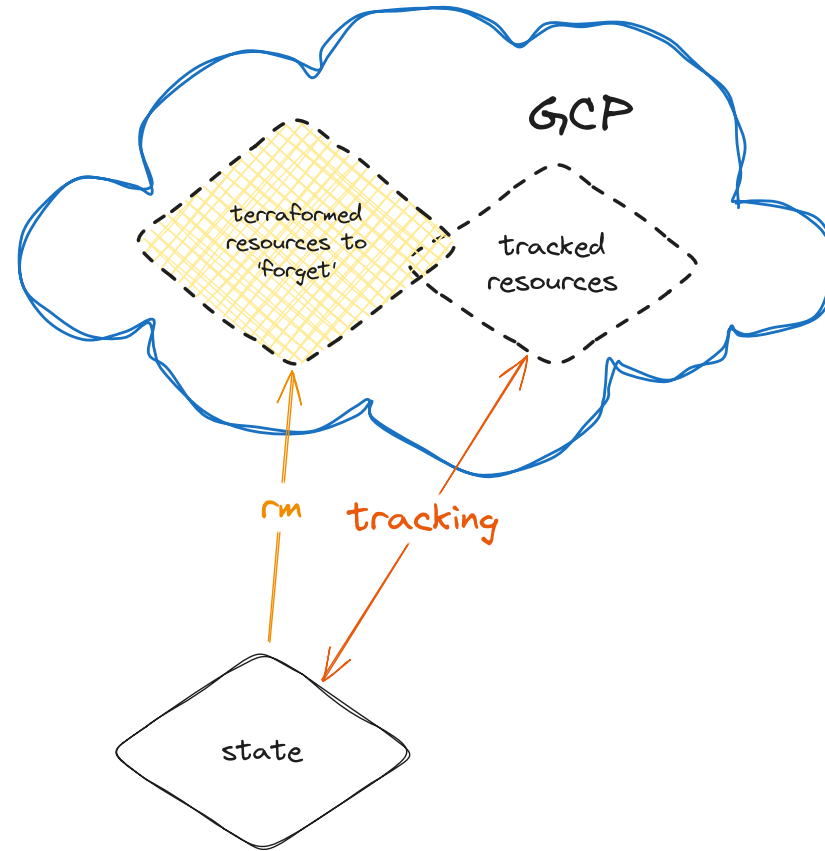 GCP
terraformed
resources to
'forget'
tracked
resources
rm
tracking
state